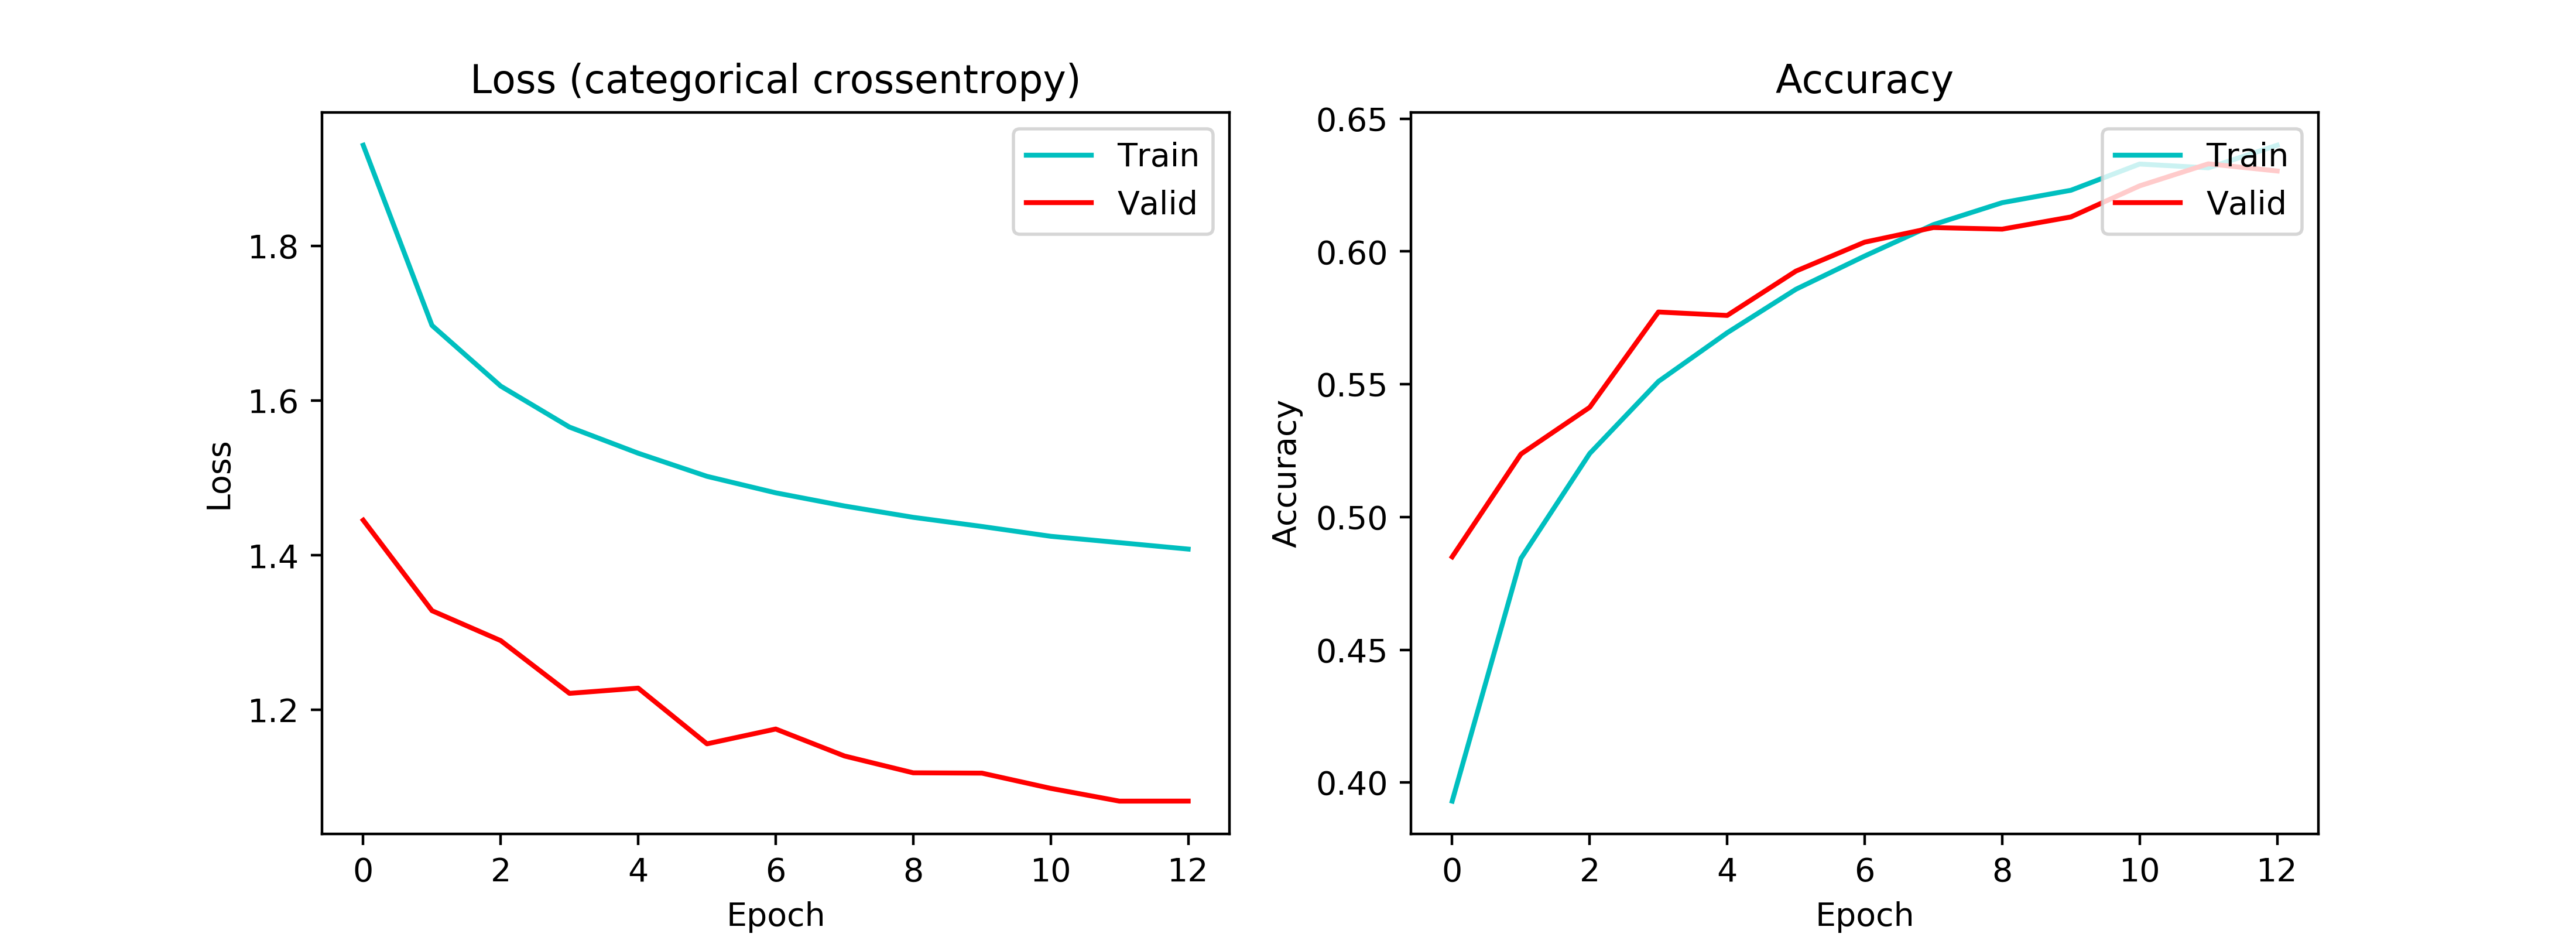 Loss (categorical crossentropy)
Train
Valid
1.8
1.6
1.4
1.2
Loss
0 2 4 6 8 10 12
Epoch
Accuracy
Train
Valid
0.65
0.60
0.55
0.50
0.45
0.40
Accuracy
0 2 4 6 8 10 12
Epoch